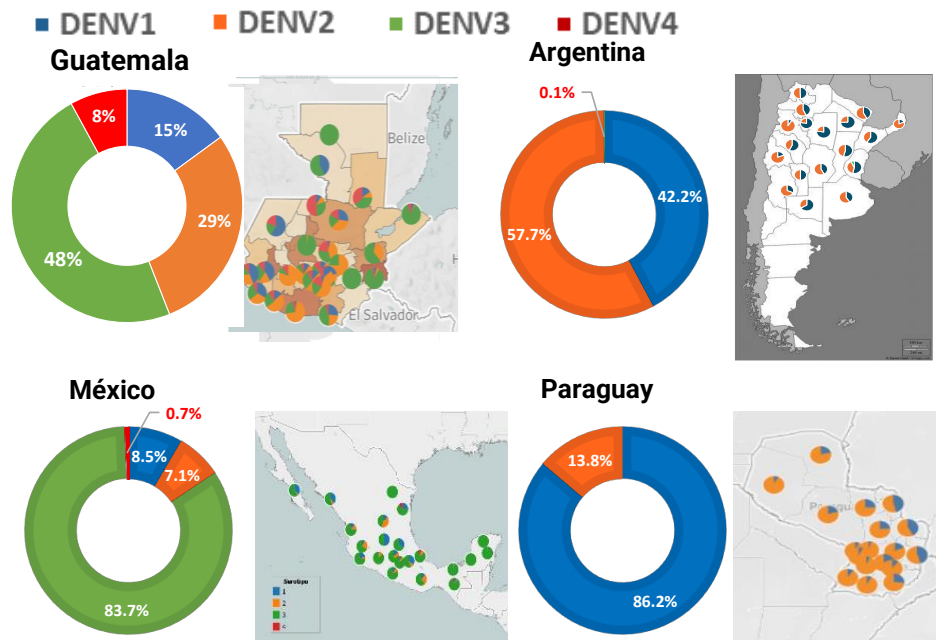 DENV1 DENV2 DENV3 DENV4
Guatemala
8%
15%
29%
48%
Belize
El Salvador
Argentina
0.1%
42.2%
57.7%
México
0.7%
8.5%
7.1%
83.7%
Serotipo
1
2
3
4
Paraguay
13.8%
86.2%